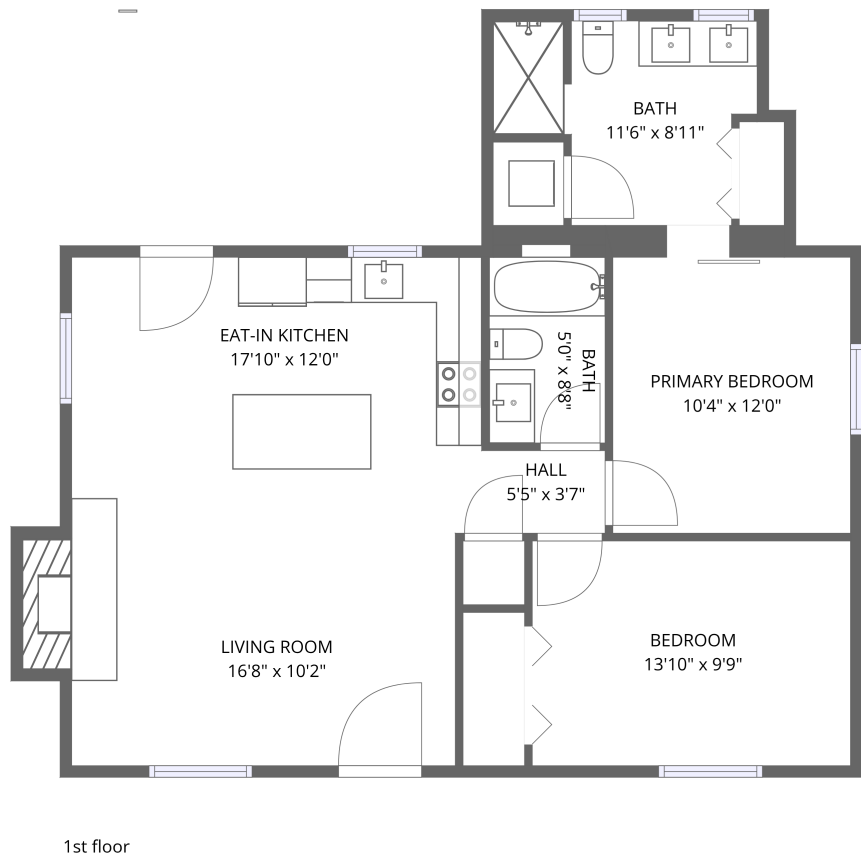 BATH
11'6" x 8'11"
EAT-IN KITCHEN
17'10" x 12'0"
BATH
5'0" x 8'8"
PRIMARY BEDROOM
10'4" x 12'0"
HALL
5'5" x 3'7"
LIVING ROOM
16'8" x 10'2"
BEDROOM
13'10" x 9'9"
1st floor